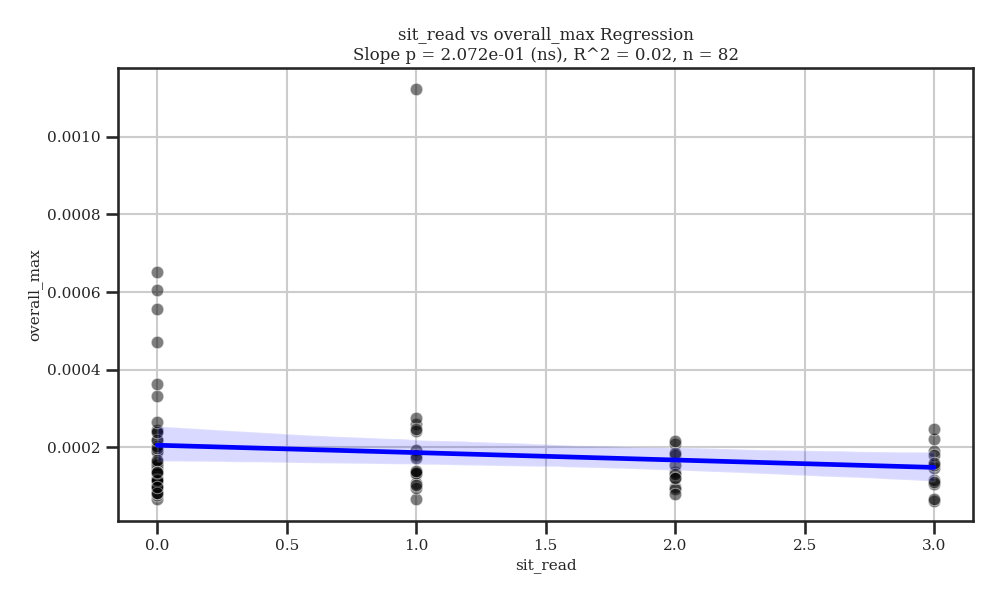 sit_read vs overall_max Regression
Slope p = 2.072e-01 (ns), R^2 = 0.02, n = 82
overall_max
0.0010
0.0008
0.0006
0.0004
0.0002
0.0 0.5 1.0 1.5 2.0 2.5 3.0
sit_read